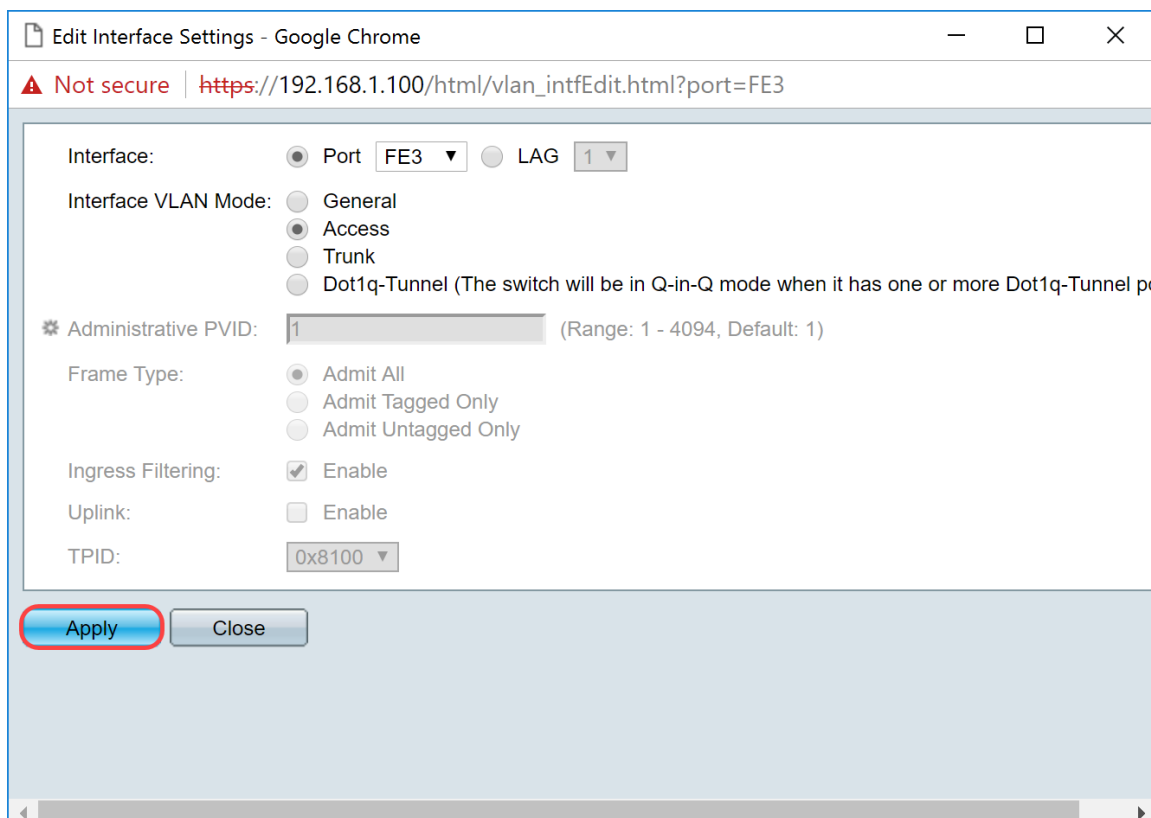 Edit Interface Settings - Google Chrome
Not secure https://192.168.1.100/html/vlan_intfEdit.html?port=FE3
Interface: Port FE3 LAG 1
Interface VLAN Mode: General
Access
Trunk
Dot1q-Tunnel (The switch will be in Q-in-Q mode when it has one or more Dot1q-Tunnel
Administrative PVID: 1 (Range: 1 - 4094, Default: 1)
Frame Type: Admit All
Admit Tagged Only
Admit Untagged Only
Ingress Filtering: Enable
Uplink: Enable
TPID: 0x8100
Apply Close